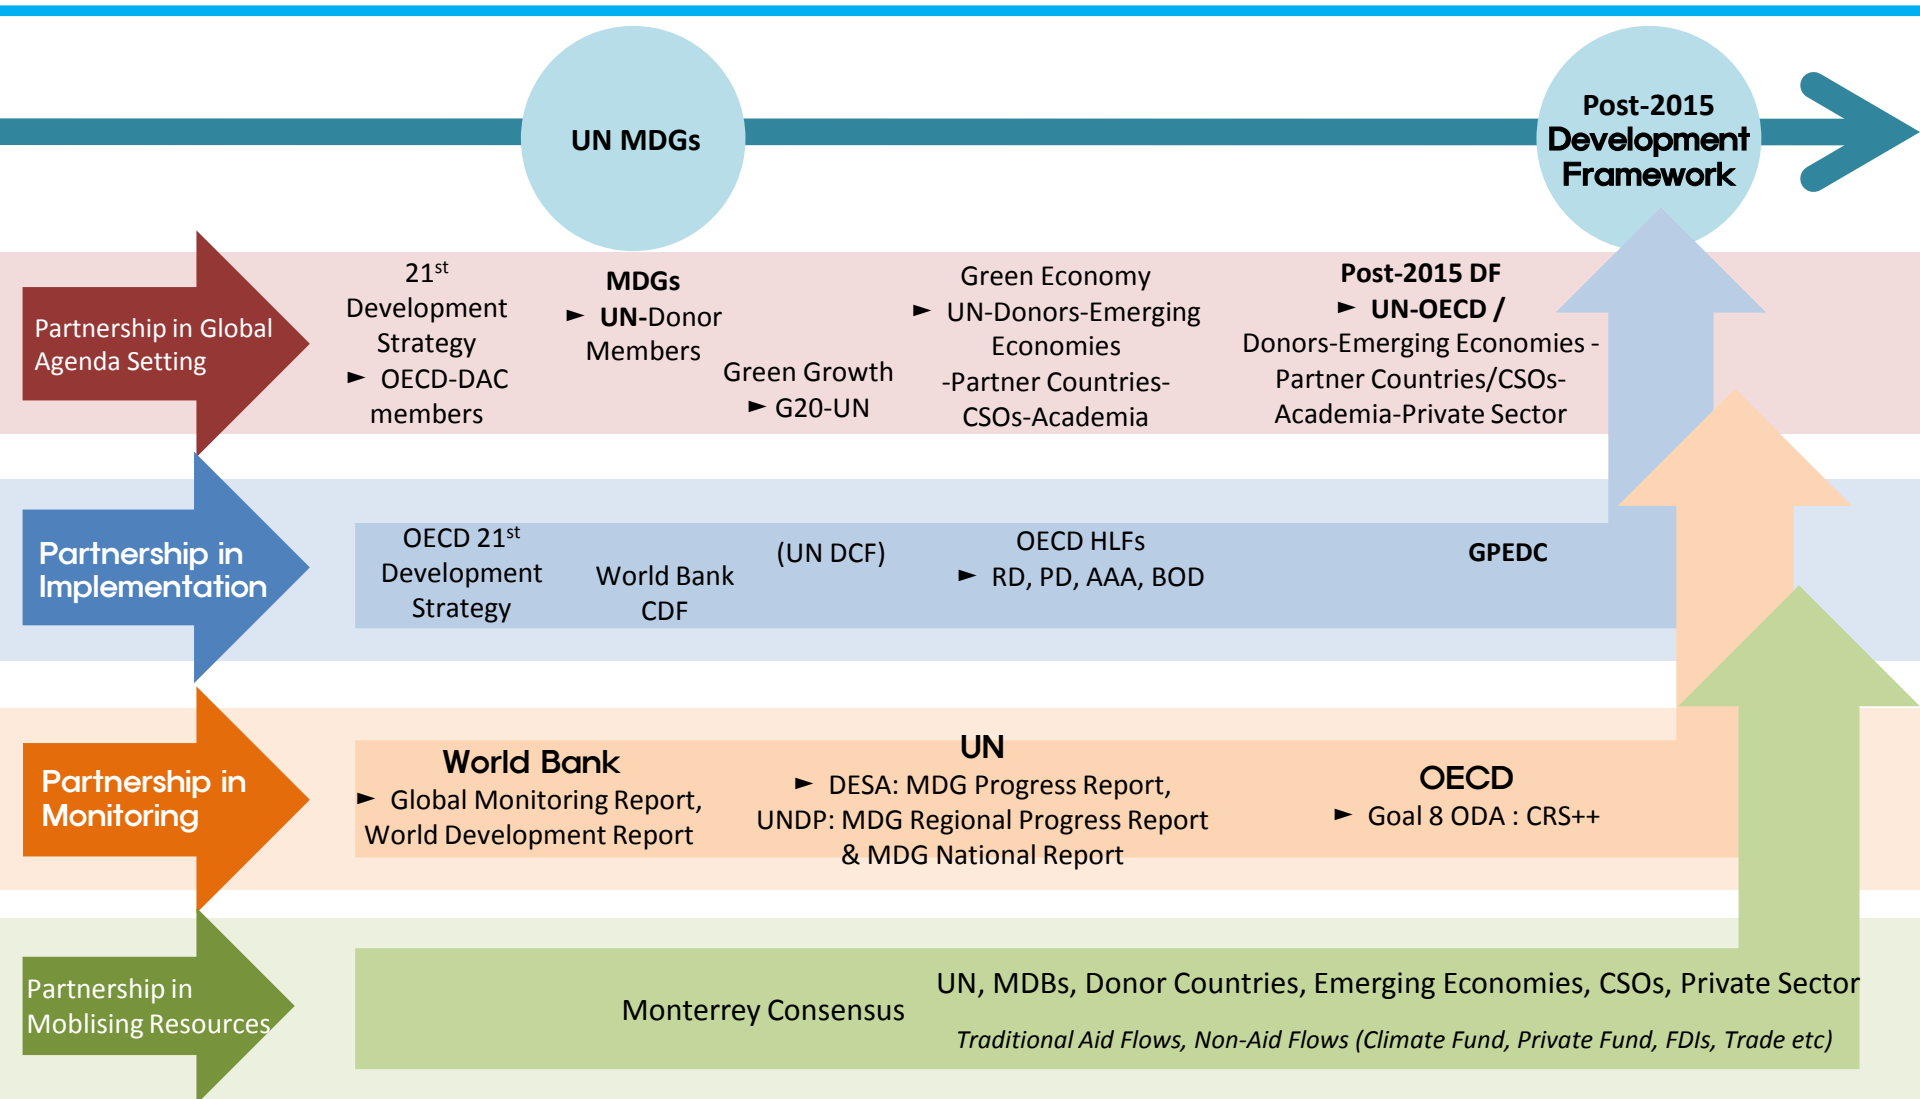 UN MDGs
Post-2015
Development
Framework
Partnership in Global
Agenda Setting
21st
Development
Strategy
► OECD-DAC
members
MDGs
► UN-Donor
Members
Green Growth
► G20-UN
Green Economy
► UN-Donors-Emerging
Economies
-Partner Countries-
CSOs-Academia
Post-2015 DF
► UN-OECD /
Donors-Emerging Economies -
Partner Countries/CSOs-
Academia-Private Sector
Partnership in
Implementation
OECD 21st
Development
Strategy
World Bank
CDF
(UN DCF)
OECD HLFs
► RD, PD, AAA, BOD
GPEDC
Partnership in
Monitoring
World Bank
► Global Monitoring Report,
World Development Report
UN
► DESA: MDG Progress Report,
UNDP: MDG Regional Progress Report
& MDG National Report
OECD
► Goal 8 ODA : CRS++
Partnership in
Moblising Resources
Monterrey Consensus
UN, MDBs, Donor Countries, Emerging Economies, CSOs, Private Sector
Traditional Aid Flows, Non-Aid Flows (Climate Fund, Private Fund, FDIs, Trade etc)